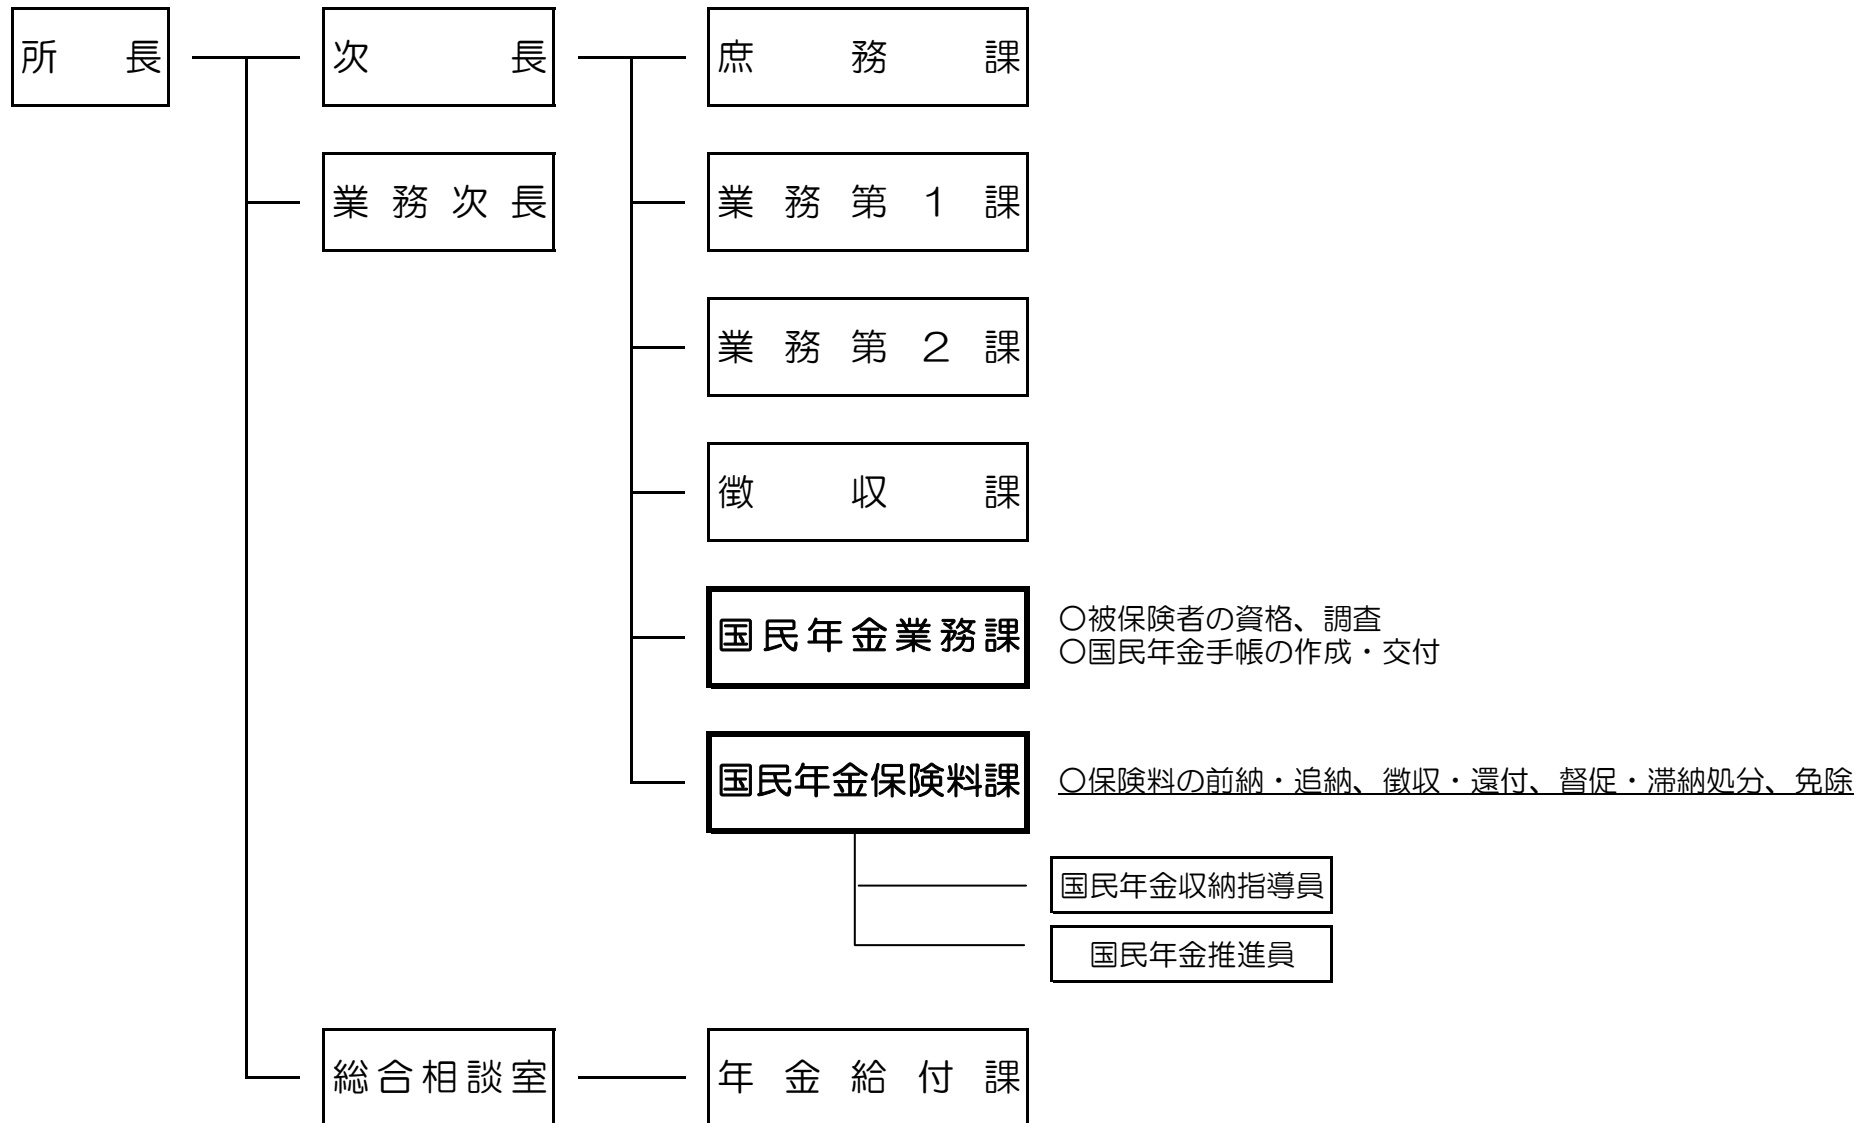 所長
次長
庶務課
業務次長
業務第1課
業務第2課
徴収課
国民年金業務課
〇被保険者の資格、調査
〇国民年金手帳の作成・交付
国民年金保険料課
〇保険料の前納・追納、徴収・還付、督促・滞納処分、免除
国民年金収納指導員
国民年金推進員
総合相談室
年金給付課